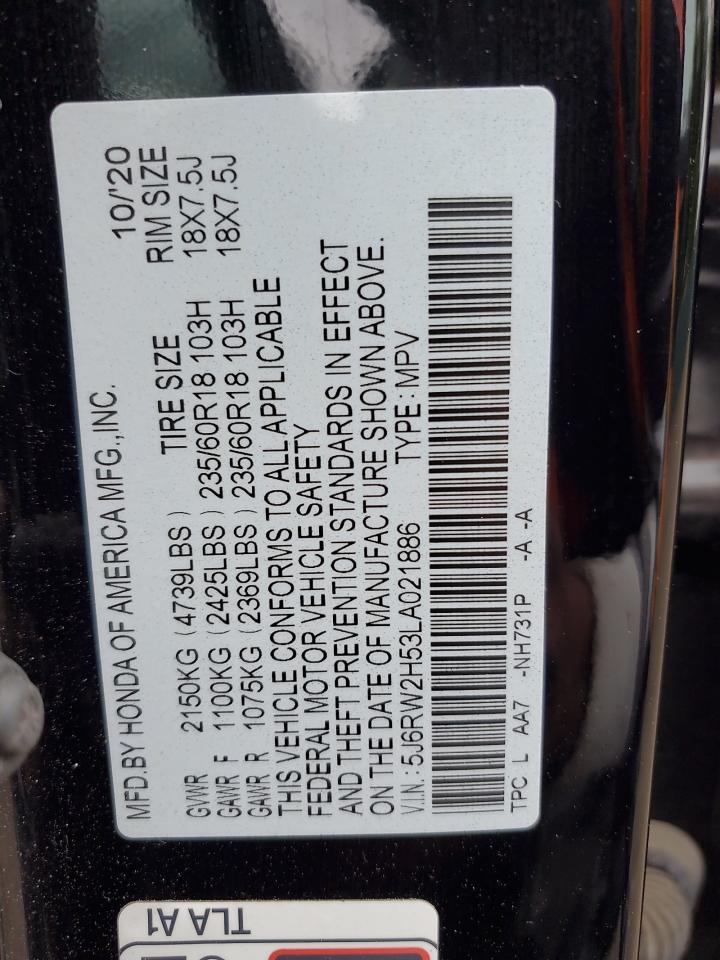 MFD.BY HONDA OF AMERICA MFG.,INC. 10/'20
TIRE SIZE RIM SIZE
GVWR 2150KG (4739LBS)
GAWR F 1100KG (2425LBS) 235/60R18 103H 18X7.5J
GAWR R 1075KG (2369LBS) 235/60R18 103H 18X7.5J
THIS VEHICLE CONFORMS TO ALL APPLICABLE
FEDERAL MOTOR VEHICLE SAFETY
AND THEFT PREVENTION STANDARDS IN EFFECT
ON THE DATE OF MANUFACTURE SHOWN ABOVE.
V.I.N.:5J6RW2H53LA021886 TYPE:MPV
TPC L AA7 -NH731P -A -A
TLA A1